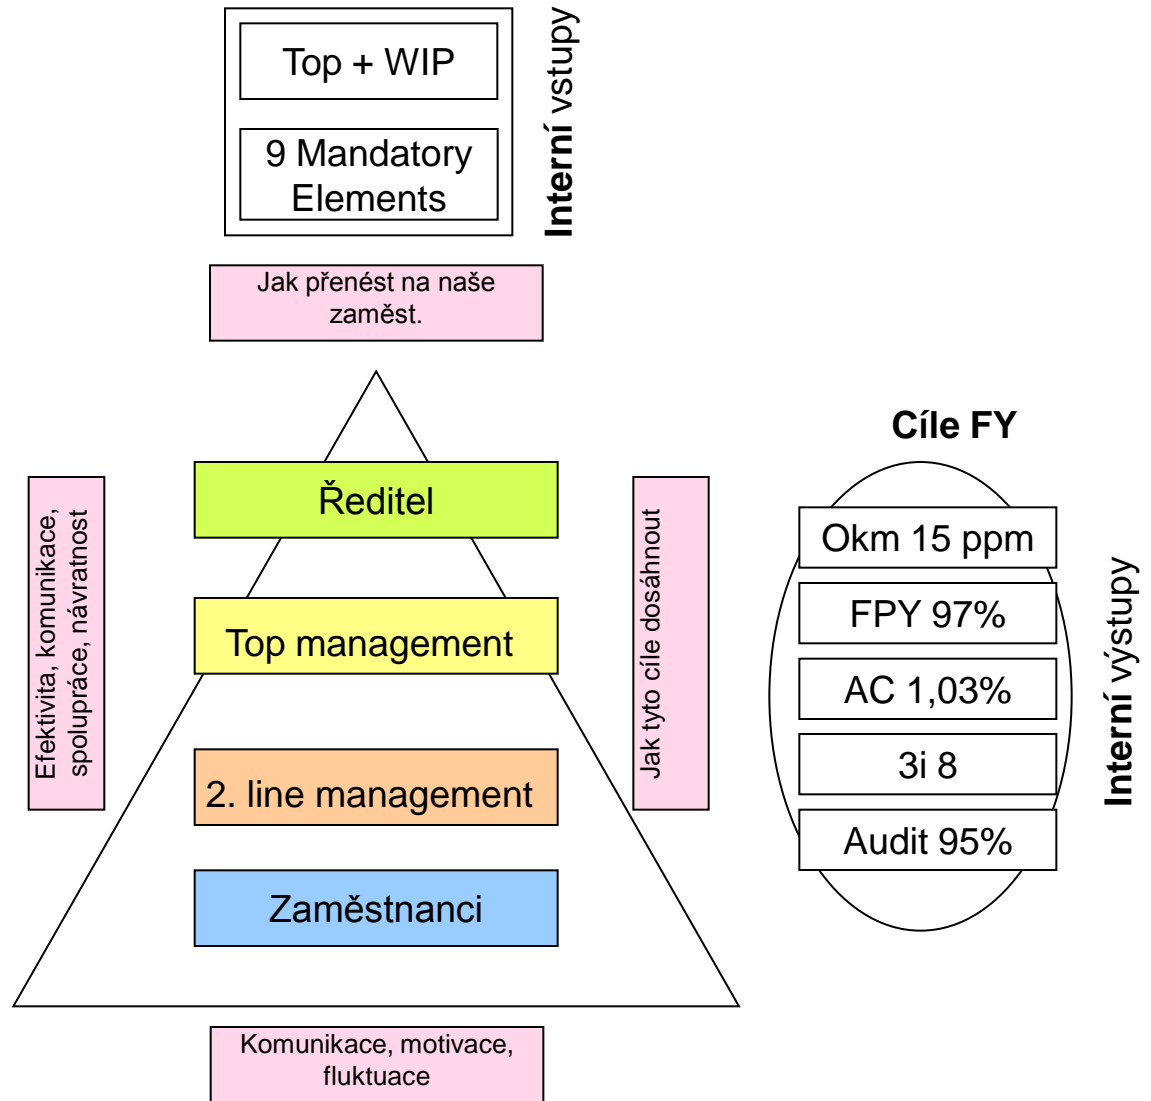 Top + WIP
9 Mandatory
Elements
Interní vstupy
Jak přenést na naše
zaměst.
Ředitel
Top management
2. line management
Zaměstnanci
Efektivita, komunikace,
spolupráce, návratnost
Jak tyto cíle dosáhnout
Komunikace, motivace,
fluktuace
Cíle FY
Okm 15 ppm
FPY 97%
AC 1,03%
3i 8
Audit 95%
Interní výstupy